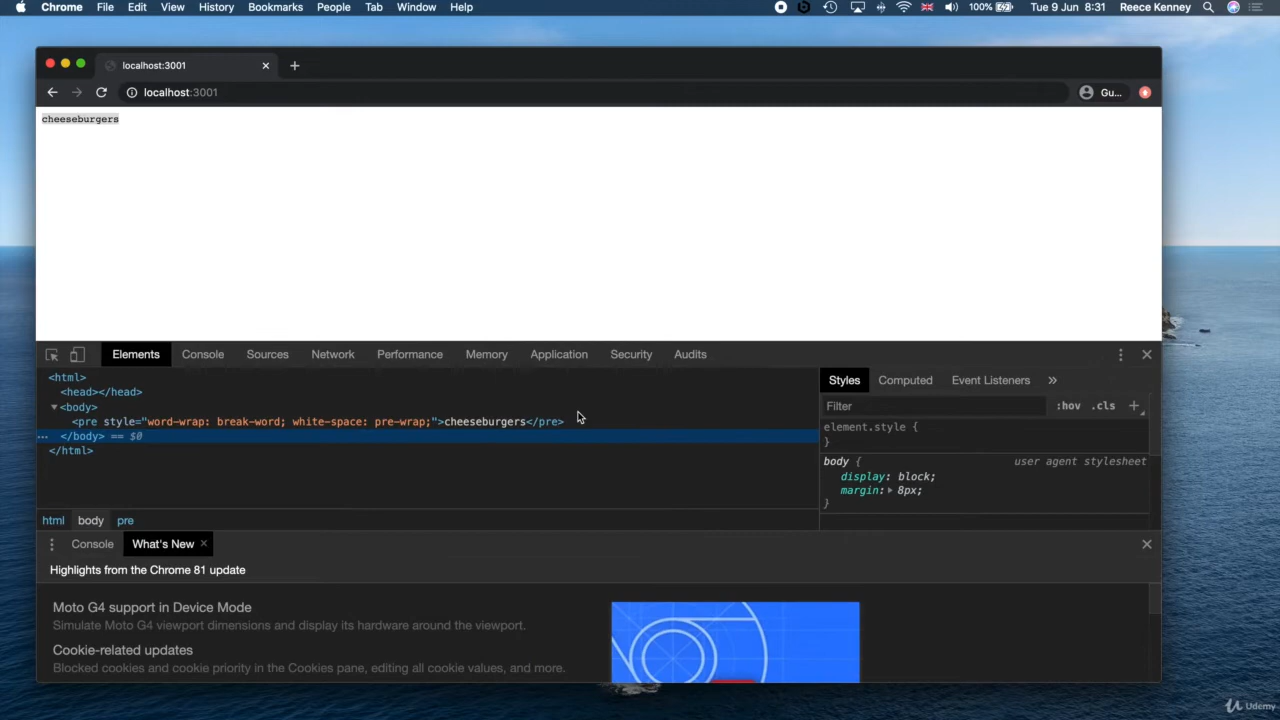 Chrome File Edit View History Bookmarks People Tab Window Help 100% Tue 9 Jun 8:31 Reece Kenney
localhost:3001
localhost:3001 Gu...
cheeseburgers
Elements Console Sources Network Performance Memory Application Security Audits
<html>
<head></head>
<body>
<pre style="word-wrap: break-word; white-space: pre-wrap;">cheeseburgers</pre>
</body> == $0
</html>
Styles Computed Event Listeners »
Filter :hov .cls +
element.style {
}
body { user agent stylesheet
display: block;
margin: 8px;
}
html body pre
Console What's New ×
Highlights from the Chrome 81 update
Moto G4 support in Device Mode
Simulate Moto G4 viewport dimensions and display its hardware around the viewport.
Cookie-related updates
Blocked cookies and cookie priority in the Cookies pane, editing all cookie values, and more.
Udemy